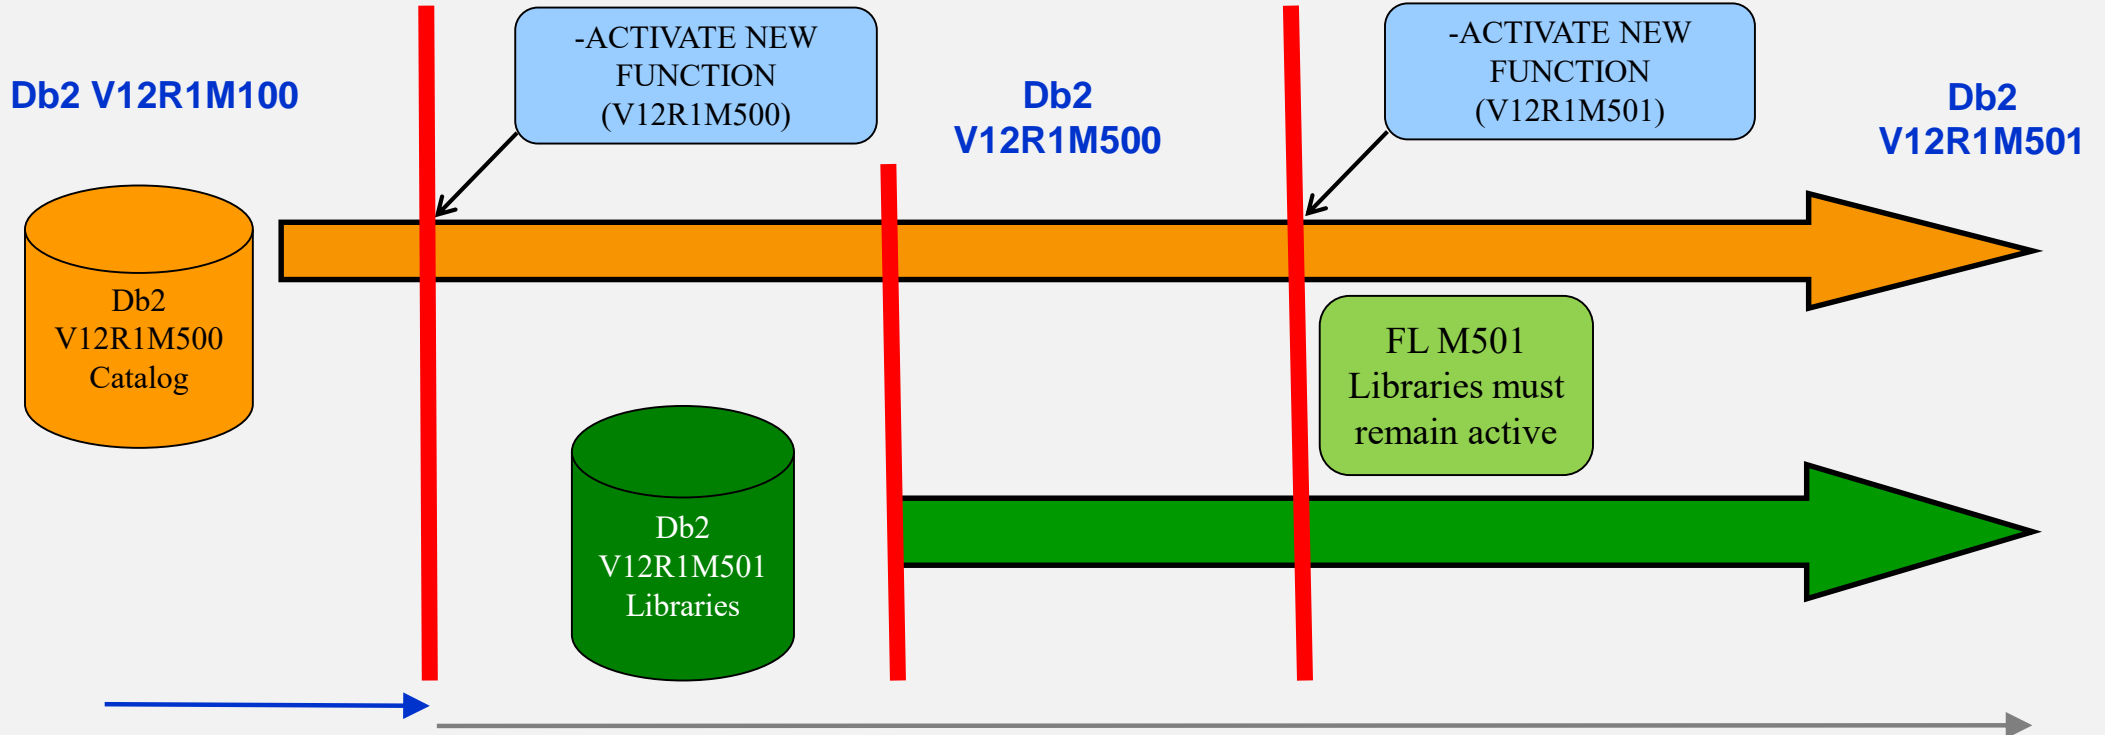 Db2 V12R1M100
-ACTIVATE NEW
FUNCTION
(V12R1M500)
Db2
V12R1M500
-ACTIVATE NEW
FUNCTION
(V12R1M501)
Db2
V12R1M501
Db2
V12R1M500
Catalog
FL M501
Libraries must
remain active
Db2
V12R1M501
Libraries